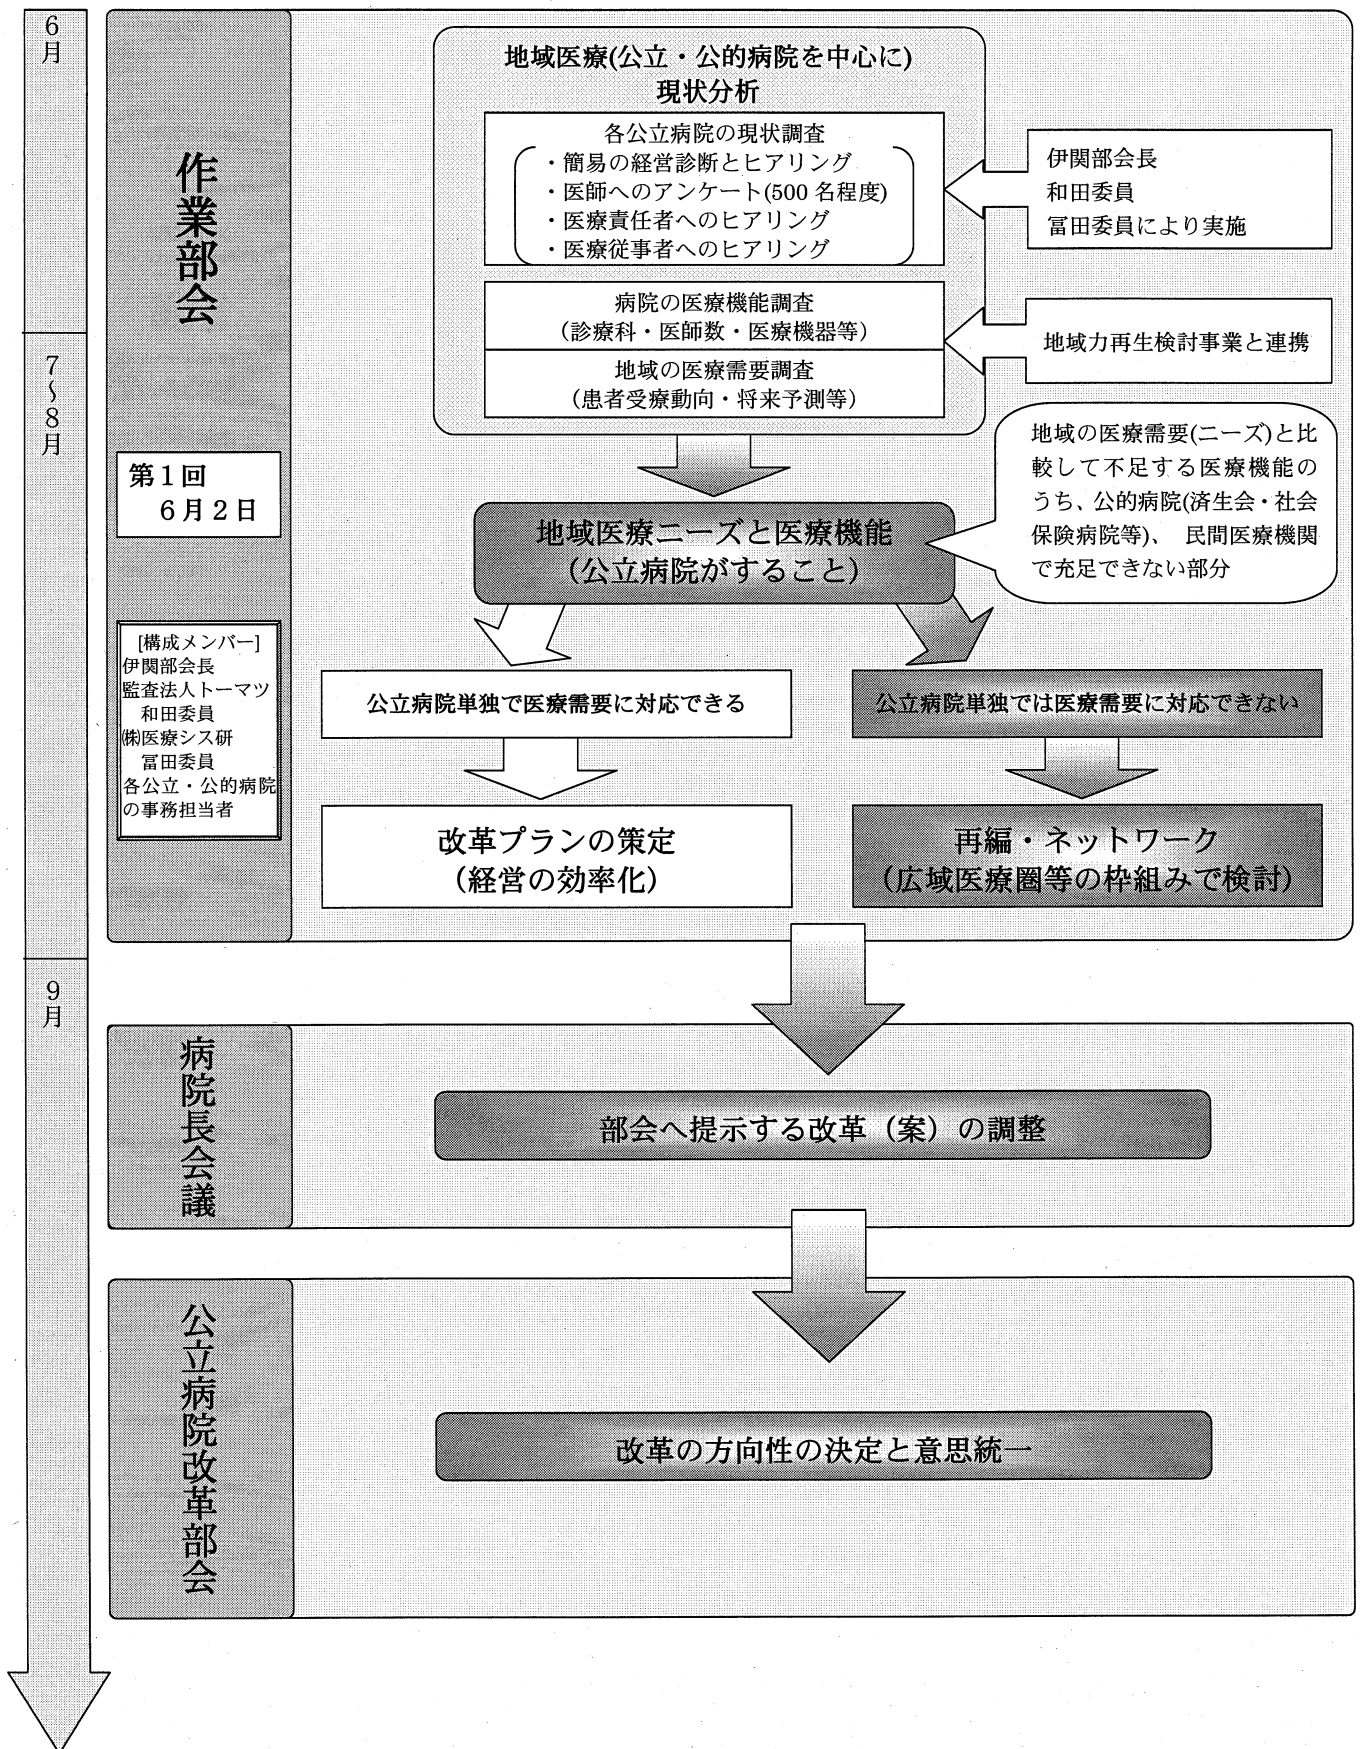 6月
7～8月
9月
作業部会
第１回
６月２日
[構成メンバー]
伊関部会長
監査法人トーマツ
和田委員
㈱医療シス研
冨田委員
各公立・公的病院
の事務担当者
地域医療(公立・公的病院を中心に)
現状分析
各公立病院の現状調査
・簡易の経営診断とヒアリング
・医師へのアンケート(500名程度)
・医療責任者へのヒアリング
・医療従事者へのヒアリング
伊関部会長
和田委員
冨田委員により実施
病院の医療機能調査
（診療科・医師数・医療機器等）
地域の医療需要調査
（患者受療動向・将来予測等）
地域力再生検討事業と連携
地域医療ニーズと医療機能
（公立病院がすること）
地域の医療需要(ニーズ)と比
較して不足する医療機能の
うち、公的病院(済生会・社会
保険病院等)、 民間医療機関
で充足できない部分
公立病院単独で医療需要に対応できる
公立病院単独では医療需要に対応できない
改革プランの策定
（経営の効率化）
再編・ネットワーク
（広域医療圏等の枠組みで検討）
病院長会議
部会へ提示する改革（案）の調整
公立病院改革部会
改革の方向性の決定と意思統一